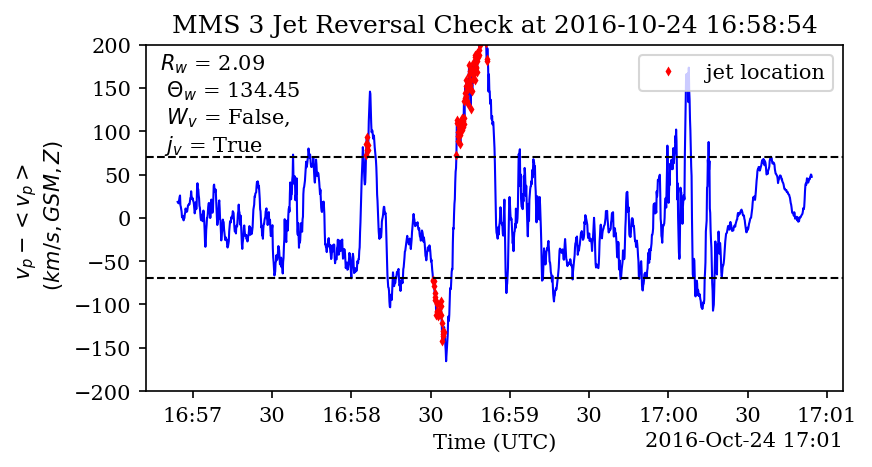 MMS 3 Jet Reversal Check at 2016-10-24 16:58:54
R_w = 2.09
Θ_w = 134.45
W_v = False,
j_v = True
jet location
v_p − < v_p >
(km/s, GSM, Z)
200
150
100
50
0
−50
−100
−150
−200
16:57 30 16:58 30 16:59 30 17:00 30 17:01
Time (UTC)
2016-Oct-24 17:01